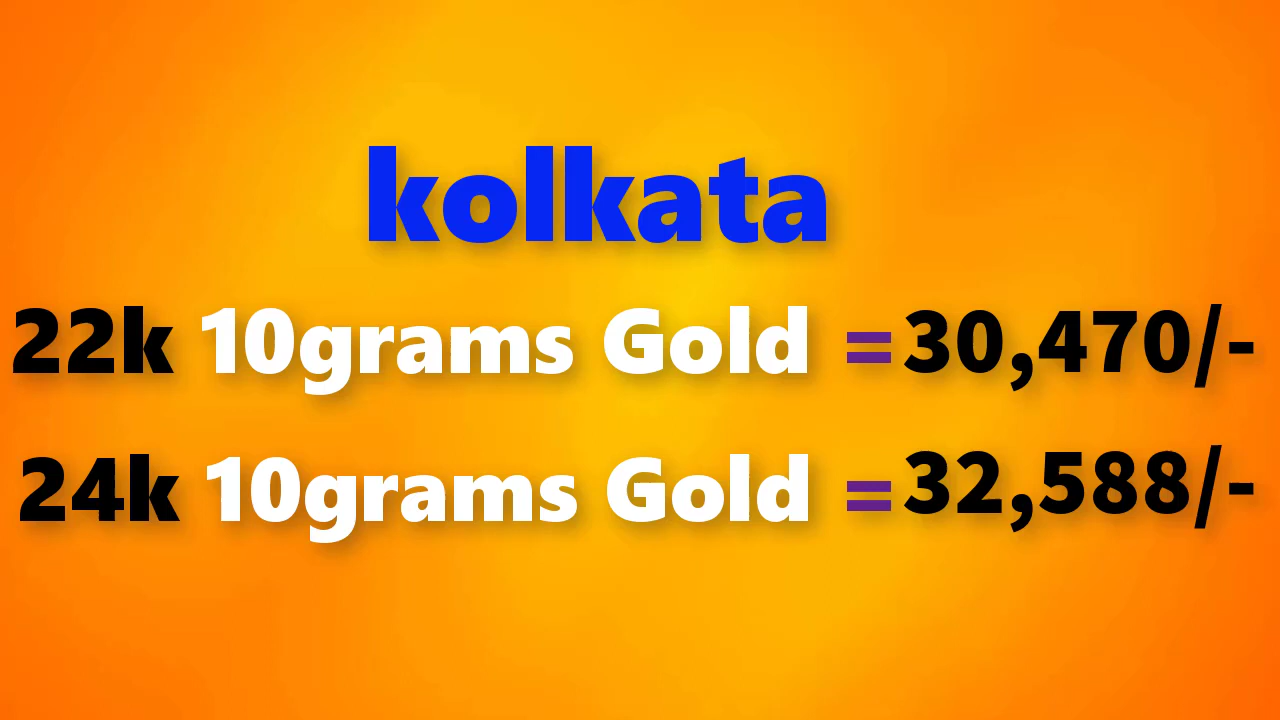 kolkata
22k 10grams Gold = 30,470/-
24k 10grams Gold = 32,588/-